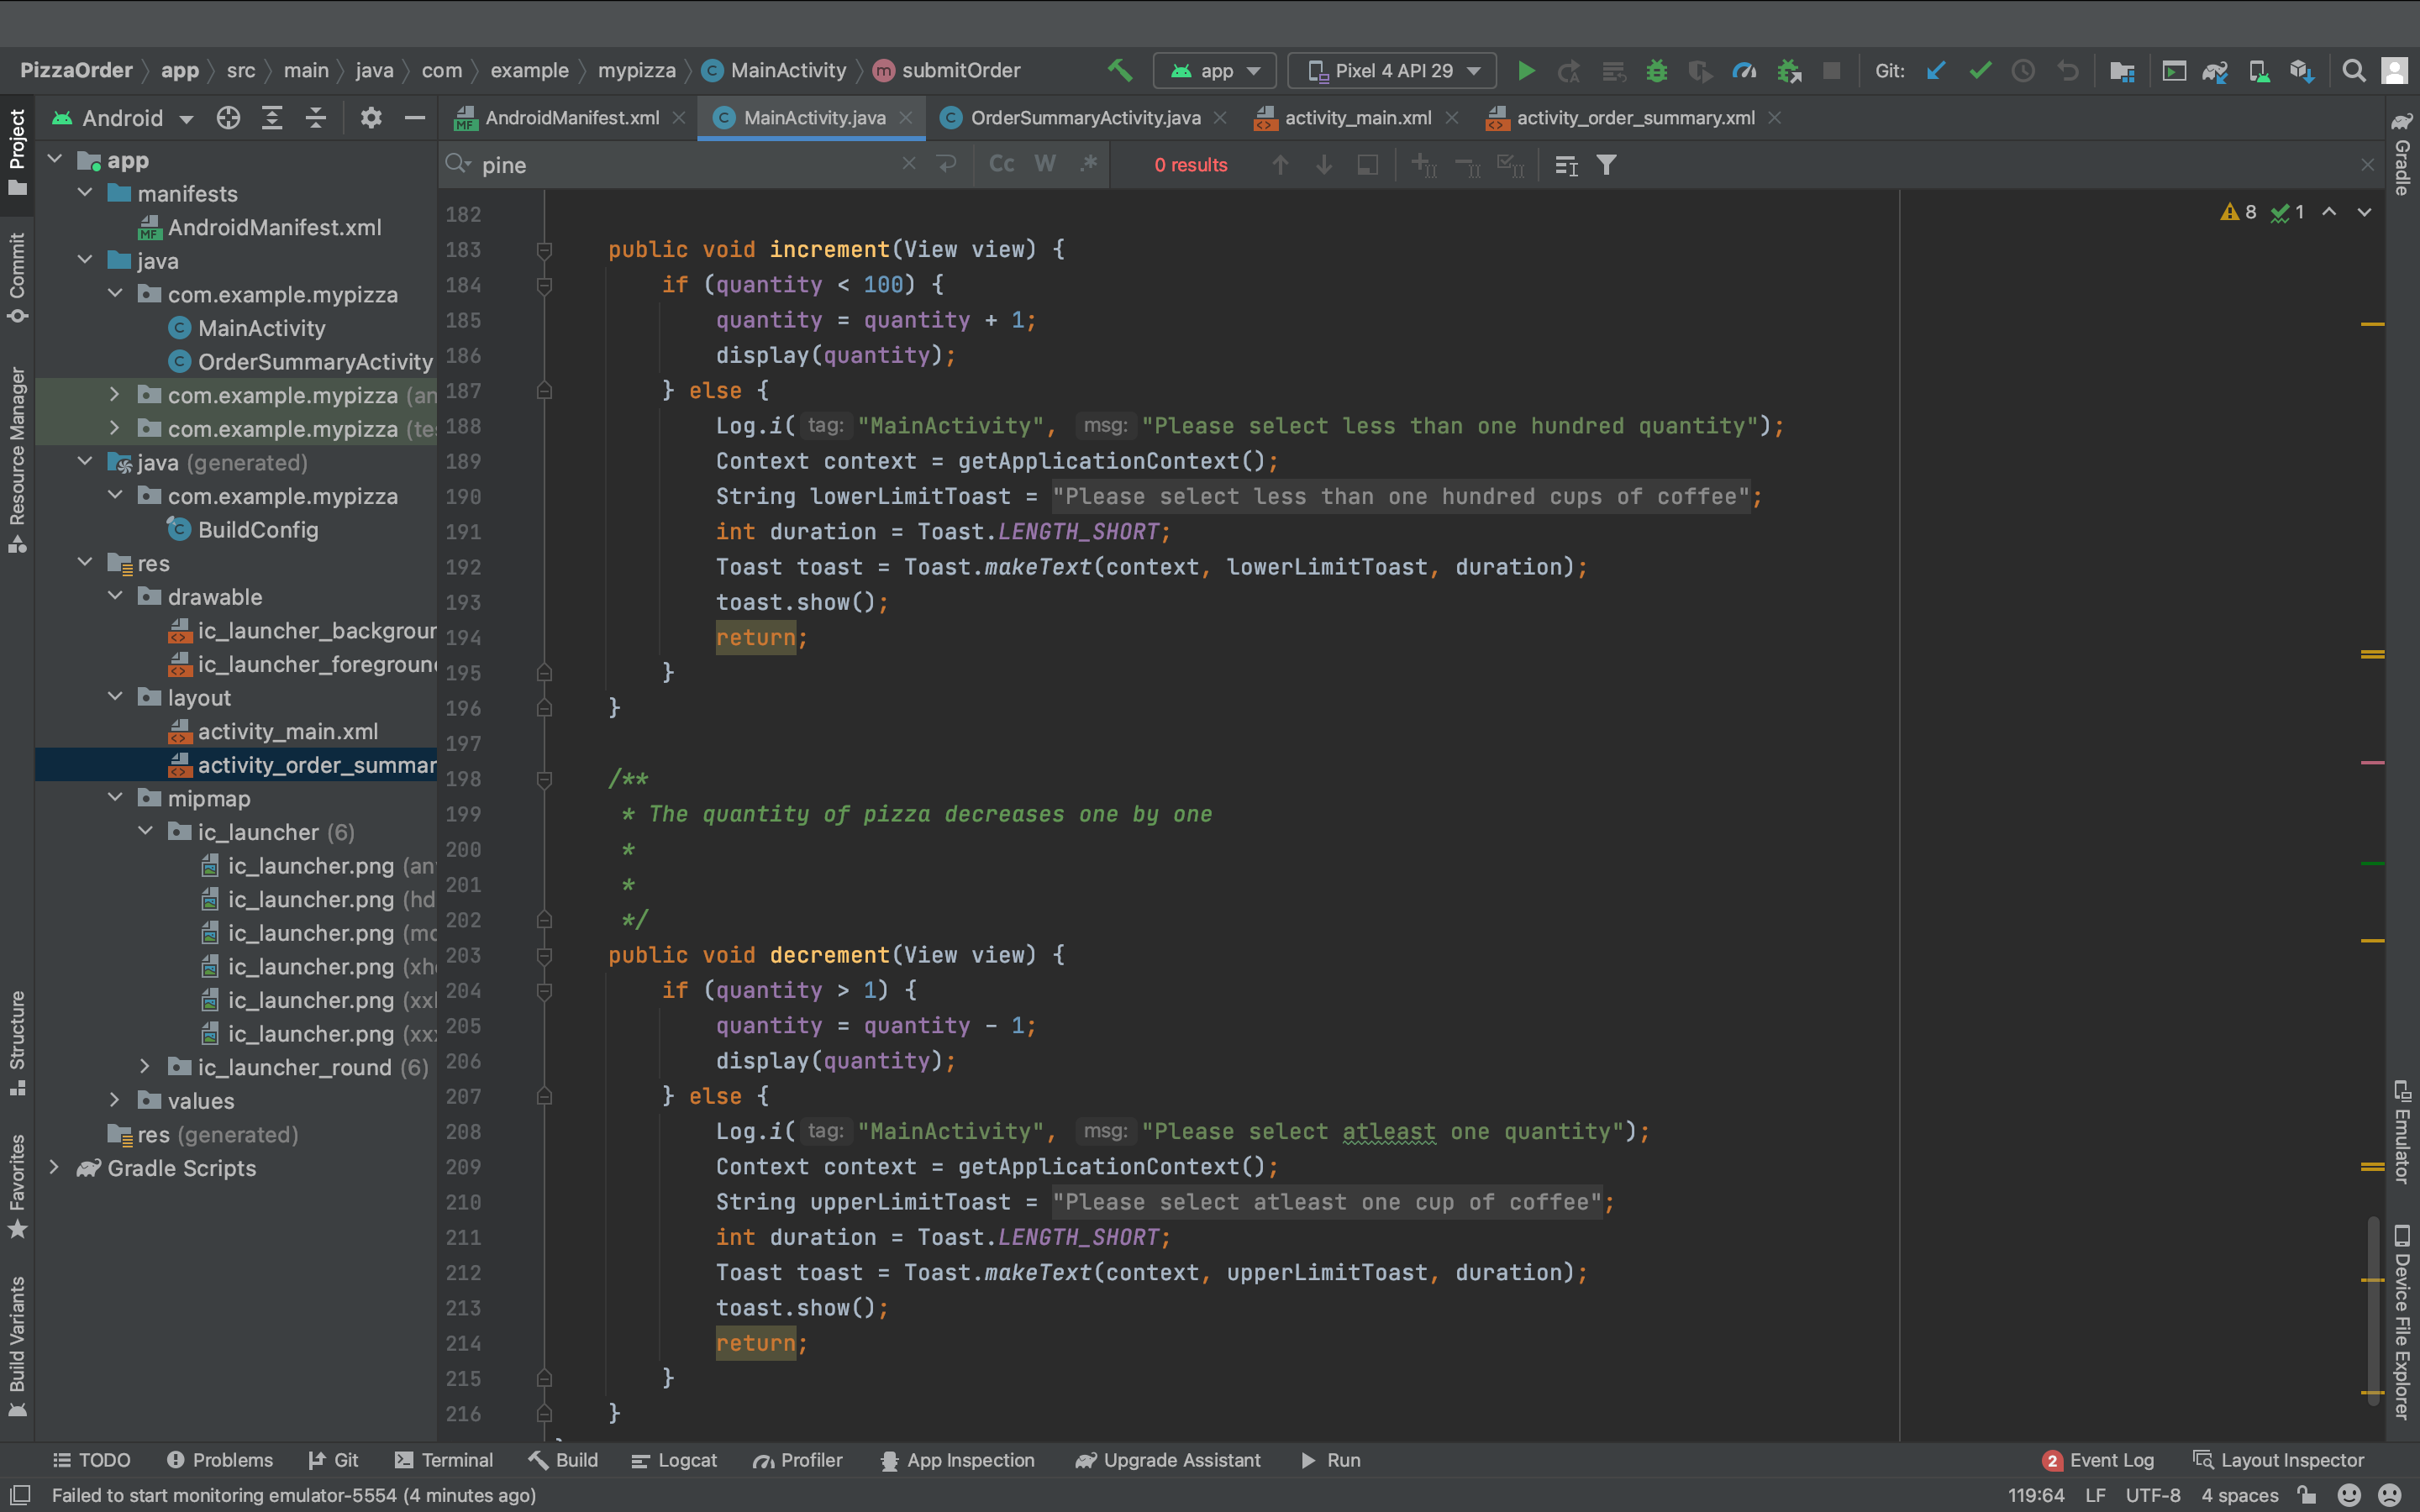 PizzaOrder app src main java com example mypizza MainActivity submitOrder
app
Pixel 4 API 29
Git:
Android
AndroidManifest.xml
MainActivity.java
OrderSummaryActivity.java
activity_main.xml
activity_order_summary.xml
pine
Cc W .*
0 results
Project
Commit
Resource Manager
Structure
Favorites
Build Variants
app
manifests
AndroidManifest.xml
java
com.example.mypizza
MainActivity
OrderSummaryActivity
com.example.mypizza (an
com.example.mypizza (te
java (generated)
com.example.mypizza
BuildConfig
res
drawable
ic_launcher_backgroun
ic_launcher_foreground
layout
activity_main.xml
activity_order_summar
mipmap
ic_launcher (6)
ic_launcher.png (an
ic_launcher.png (hd
ic_launcher.png (md
ic_launcher.png (xh
ic_launcher.png (xx
ic_launcher.png (xxx
ic_launcher_round (6)
values
res (generated)
Gradle Scripts
8 1
182
183 public void increment(View view) {
184 if (quantity < 100) {
185 quantity = quantity + 1;
186 display(quantity);
187 } else {
188 Log.i( tag: "MainActivity", msg: "Please select less than one hundred quantity");
189 Context context = getApplicationContext();
190 String lowerLimitToast = "Please select less than one hundred cups of coffee";
191 int duration = Toast.LENGTH_SHORT;
192 Toast toast = Toast.makeText(context, lowerLimitToast, duration);
193 toast.show();
194 return;
195 }
196 }
197
198 /**
199 * The quantity of pizza decreases one by one
200 *
201 *
202 */
203 public void decrement(View view) {
204 if (quantity > 1) {
205 quantity = quantity - 1;
206 display(quantity);
207 } else {
208 Log.i( tag: "MainActivity", msg: "Please select atleast one quantity");
209 Context context = getApplicationContext();
210 String upperLimitToast = "Please select atleast one cup of coffee";
211 int duration = Toast.LENGTH_SHORT;
212 Toast toast = Toast.makeText(context, upperLimitToast, duration);
213 toast.show();
214 return;
215 }
216 }
Gradle
Emulator
Device File Explorer
TODO Problems Git Terminal Build Logcat Profiler App Inspection Upgrade Assistant Run
2 Event Log Layout Inspector
Failed to start monitoring emulator-5554 (4 minutes ago)
119:64 LF UTF-8 4 spaces